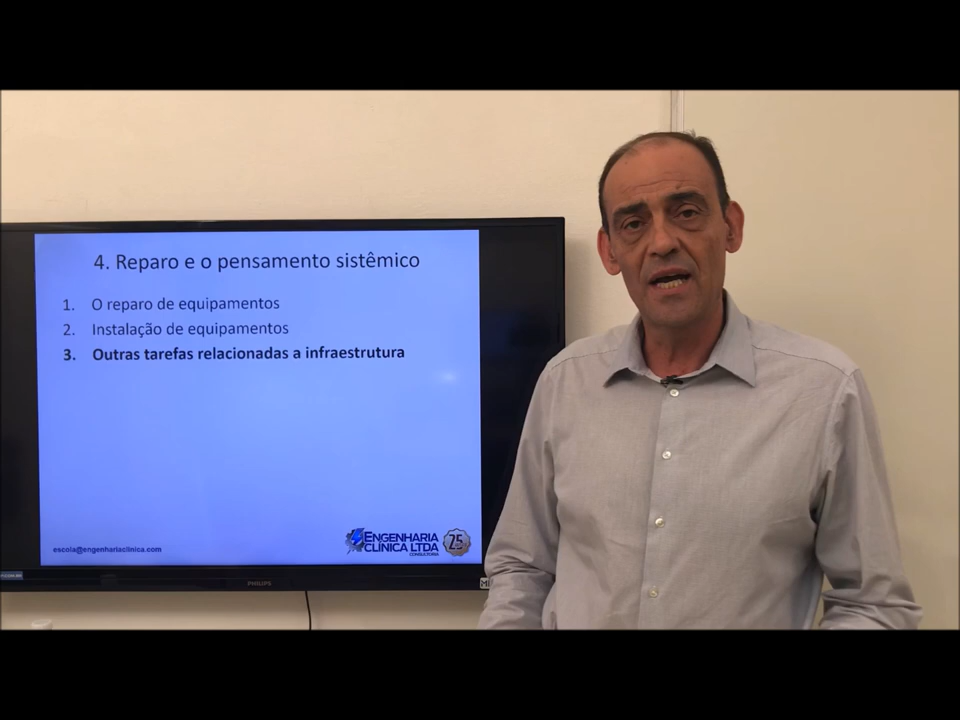 4. Reparo e o pensamento sistêmico
1. O reparo de equipamentos
2. Instalação de equipamentos
3. Outras tarefas relacionadas a infraestrutura
escola@engenhariaclinica.com
ENGENHARIA
CLÍNICA LTDA
CONSULTORIA
25
PHILIPS